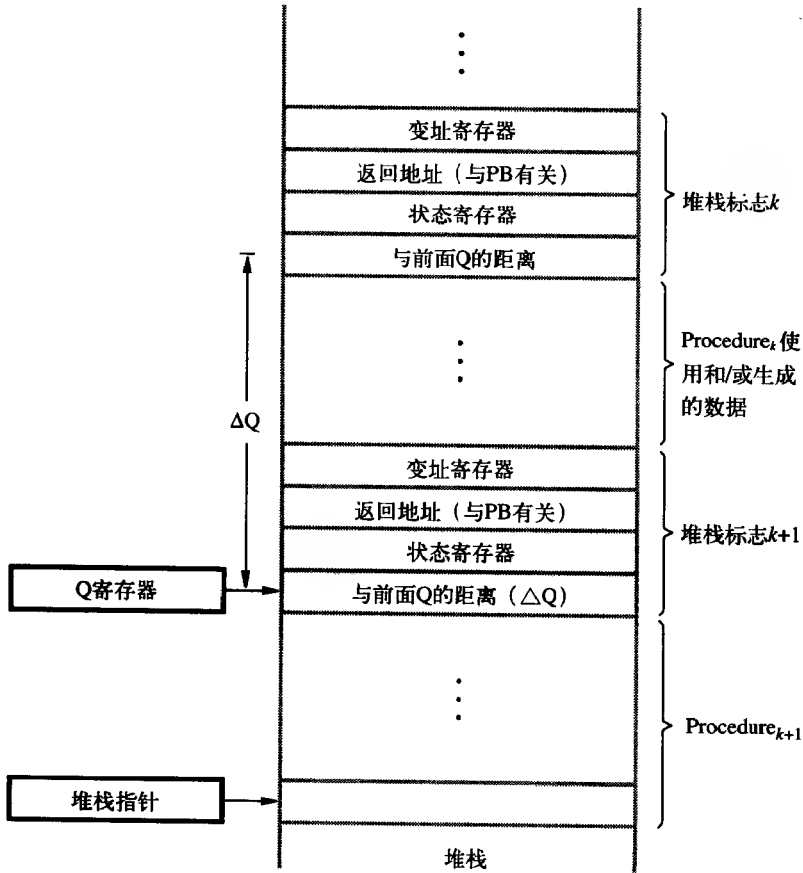 变址寄存器
返回地址（与PB有关）
状态寄存器
与前面Q的距离
堆栈标志k
Procedurek使
用和/或生成
的数据
ΔQ
变址寄存器
返回地址（与PB有关）
状态寄存器
与前面Q的距离（△Q）
堆栈标志k+1
Q寄存器
Procedurek+1
堆栈指针
堆栈